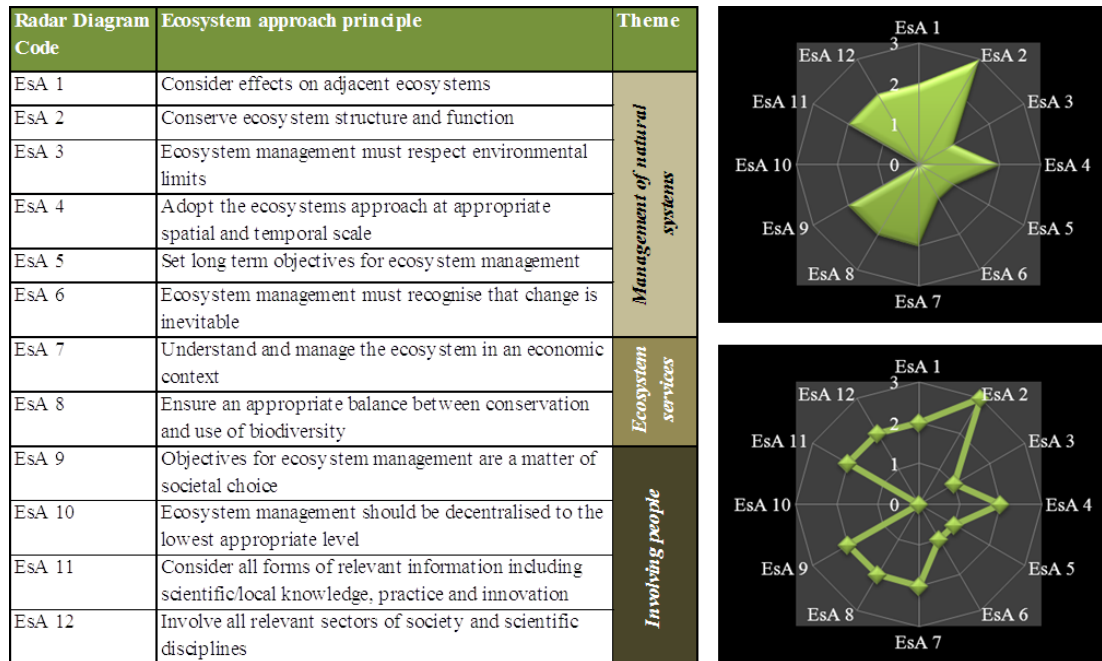 Radar Diagram Ecosystem approach principle Theme
Code
EsA 1 Consider effects on adjacent ecosystems
EsA 2 Conserve ecosystem structure and function
EsA 3 Ecosystem management must respect environmental
limits
EsA 4 Adopt the ecosystems approach at appropriate
spatial and temporal scale
EsA 5 Set long term objectives for ecosystem management
EsA 6 Ecosystem management must recognise that change is
inevitable
Management of natural
systems
EsA 7 Understand and manage the ecosystem in an economic
context
EsA 8 Ensure an appropriate balance between conservation
and use of biodiversity
Ecosystem
services
EsA 9 Objectives for ecosystem management are a matter of
societal choice
EsA 10 Ecosystem management should be decentralised to the
lowest appropriate level
EsA 11 Consider all forms of relevant information including
scientific/local knowledge, practice and innovation
EsA 12 Involve all relevant sectors of society and scientific
disciplines
Involving people
EsA 1
EsA 2
EsA 3
EsA 4
EsA 5
EsA 6
EsA 7
EsA 8
EsA 9
EsA 10
EsA 11
EsA 12
3
2
1
0
EsA 1
EsA 2
EsA 3
EsA 4
EsA 5
EsA 6
EsA 7
EsA 8
EsA 9
EsA 10
EsA 11
EsA 12
3
2
1
0